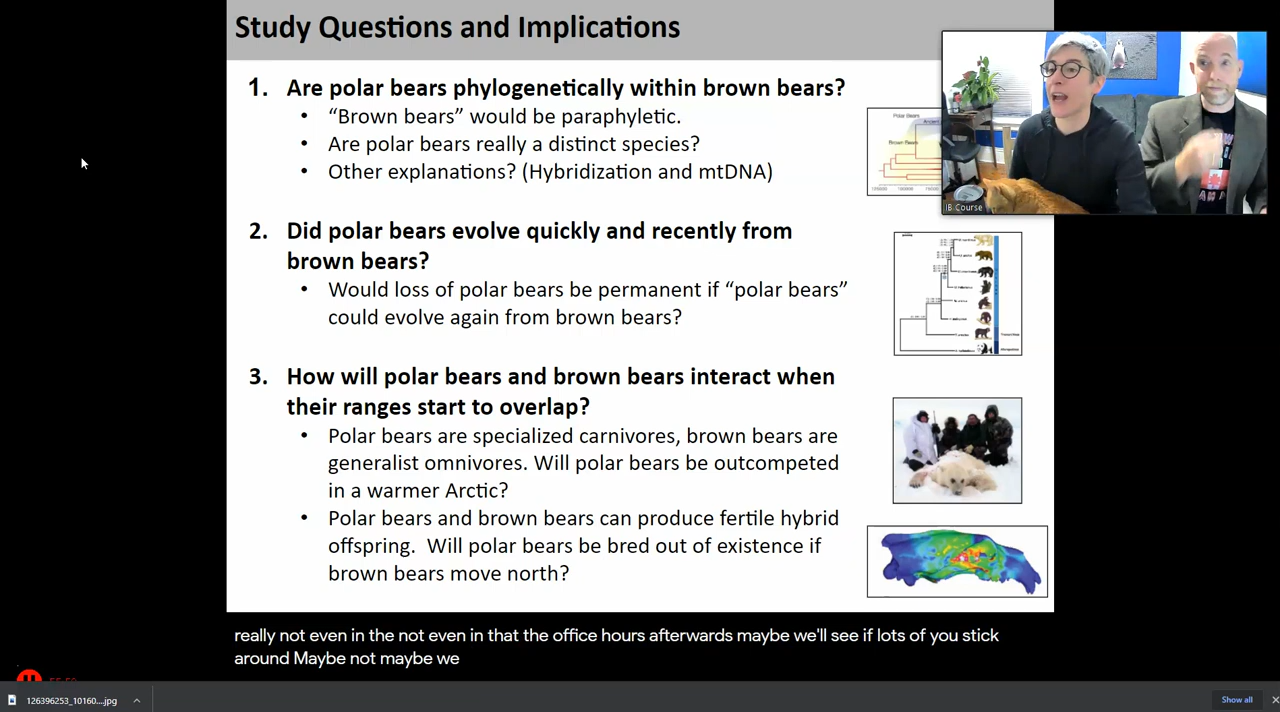 Study Questions and Implications
1. Are polar bears phylogenetically within brown bears?
• “Brown bears” would be paraphyletic.
• Are polar bears really a distinct species?
• Other explanations? (Hybridization and mtDNA)
Polar Bears
Brown Bears
IB Course
2. Did polar bears evolve quickly and recently from
brown bears?
• Would loss of polar bears be permanent if “polar bears”
could evolve again from brown bears?
3. How will polar bears and brown bears interact when
their ranges start to overlap?
• Polar bears are specialized carnivores, brown bears are
generalist omnivores. Will polar bears be outcompeted
in a warmer Arctic?
• Polar bears and brown bears can produce fertile hybrid
offspring. Will polar bears be bred out of existence if
brown bears move north?
really not even in the not even in that the office hours afterwards maybe we'll see if lots of you stick
around Maybe not maybe we
126396253_10160....jpg
Show all